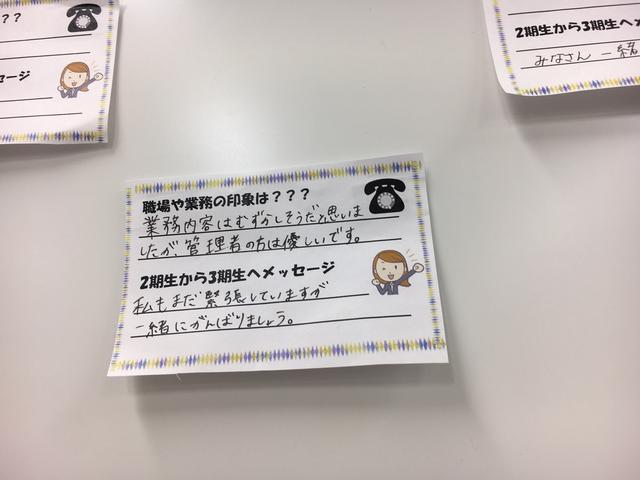 ？？
セージ
2期生から3期生へメ
みなさん一緒
職場や業務の印象は？？？
業務内容はむずかしそうだと思いま
したが、管理者の方は優しいです。
2期生から3期生へメッセージ
私もまだ緊張していますが
一緒にがんばりましょう。